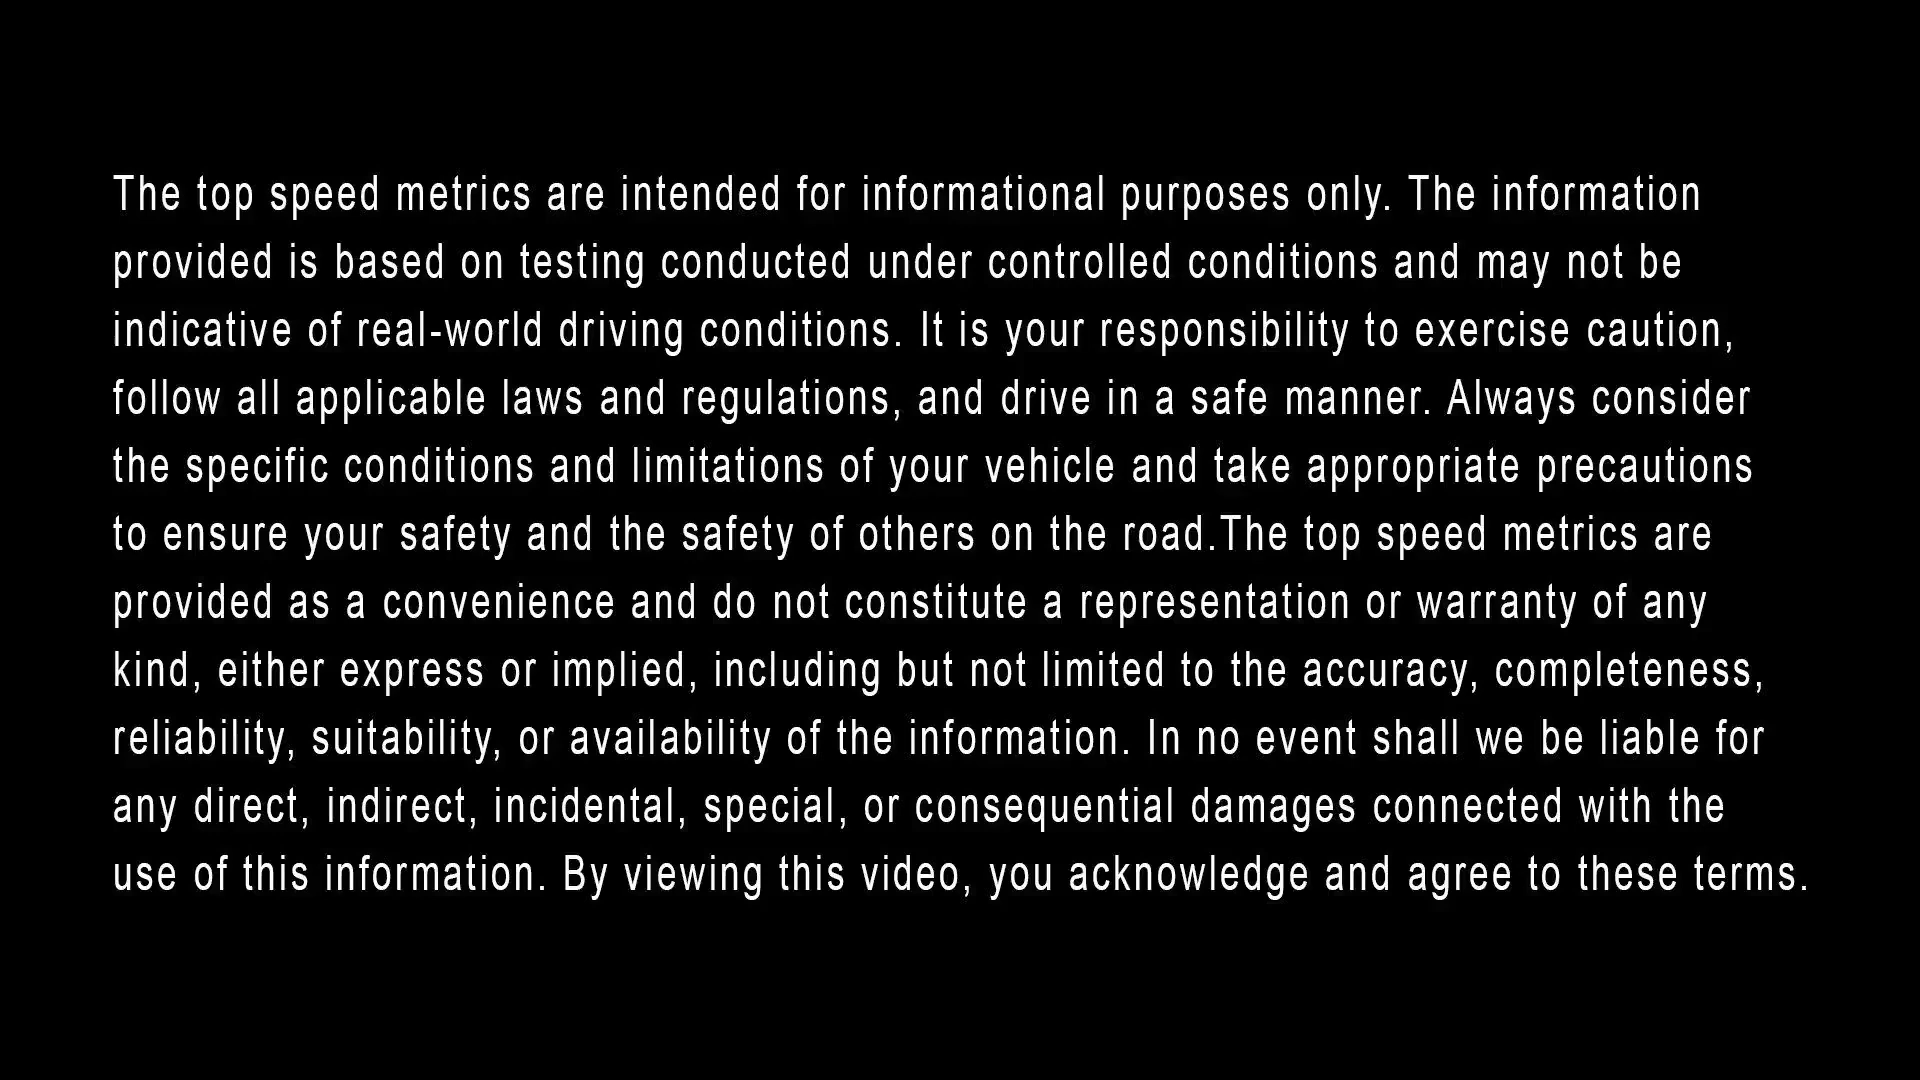 The top speed metrics are intended for informational purposes only. The information
provided is based on testing conducted under controlled conditions and may not be
indicative of real-world driving conditions. It is your responsibility to exercise caution,
follow all applicable laws and regulations, and drive in a safe manner. Always consider
the specific conditions and limitations of your vehicle and take appropriate precautions
to ensure your safety and the safety of others on the road.The top speed metrics are
provided as a convenience and do not constitute a representation or warranty of any
kind, either express or implied, including but not limited to the accuracy, completeness,
reliability, suitability, or availability of the information. In no event shall we be liable for
any direct, indirect, incidental, special, or consequential damages connected with the
use of this information. By viewing this video, you acknowledge and agree to these terms.